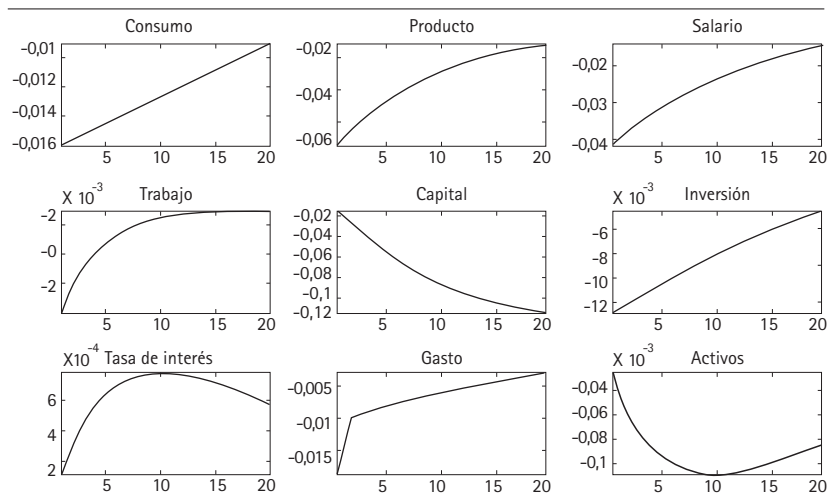 Consumo
-0,01
-0,012
-0,014
-0,016
5 10 15 20
Producto
-0,02
-0,04
-0,06
5 10 15 20
Salario
-0,02
-0,03
-0,04
5 10 15 20
X 10-3 Trabajo
-2
-0
-2
5 10 15 20
Capital
-0,02
-0,04
-0,06
-0,08
-0,1
-0,12
5 10 15 20
X 10-3 Inversión
-6
-8
-10
-12
5 10 15 20
X10-4 Tasa de interés
6
4
2
5 10 15 20
Gasto
-0,005
-0,01
-0,015
5 10 15 20
X 10-3 Activos
-0,04
-0,06
-0,08
-0,1
5 10 15 20